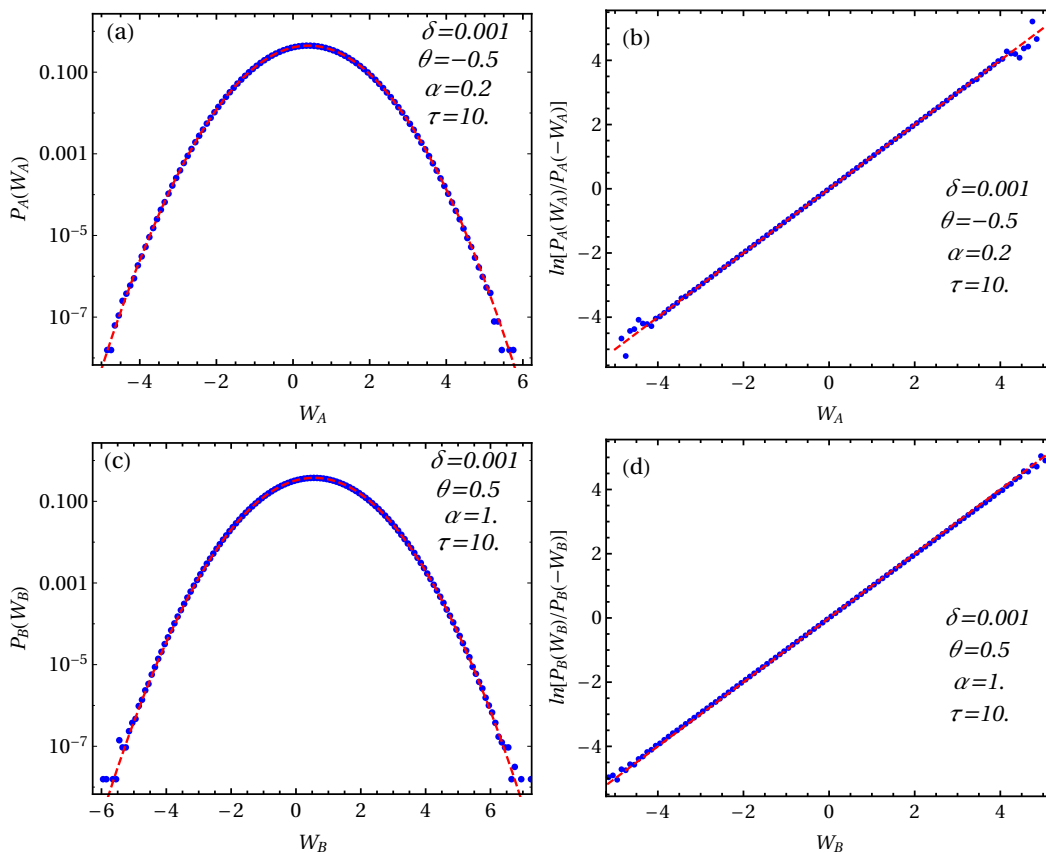 (a)
δ=0.001
θ=−0.5
α=0.2
τ=10.
0.100
0.001
10⁻⁵
10⁻⁷
P_A(W_A)
−4 −2 0 2 4 6
W_A
(b)
4
2
0
−2
−4
ln[P_A(W_A)/P_A(−W_A)]
δ=0.001
θ=−0.5
α=0.2
τ=10.
−4 −2 0 2 4
W_A
(c)
δ=0.001
θ=0.5
α=1.
τ=10.
0.100
0.001
10⁻⁵
10⁻⁷
P_B(W_B)
−6 −4 −2 0 2 4 6
W_B
(d)
4
2
0
−2
−4
ln[P_B(W_B)/P_B(−W_B)]
δ=0.001
θ=0.5
α=1.
τ=10.
−4 −2 0 2 4
W_B